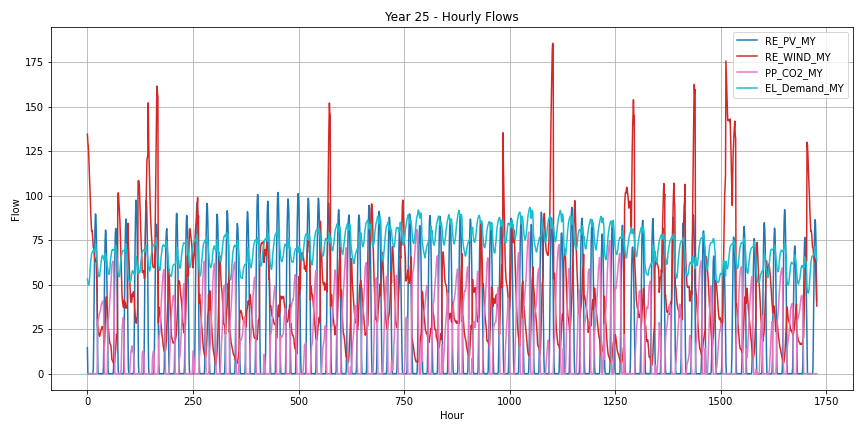 Year 25 - Hourly Flows
RE_PV_MY
RE_WIND_MY
PP_CO2_MY
EL_Demand_MY
Flow
175
150
125
100
75
50
25
0
0
250
500
750
1000
1250
1500
1750
Hour